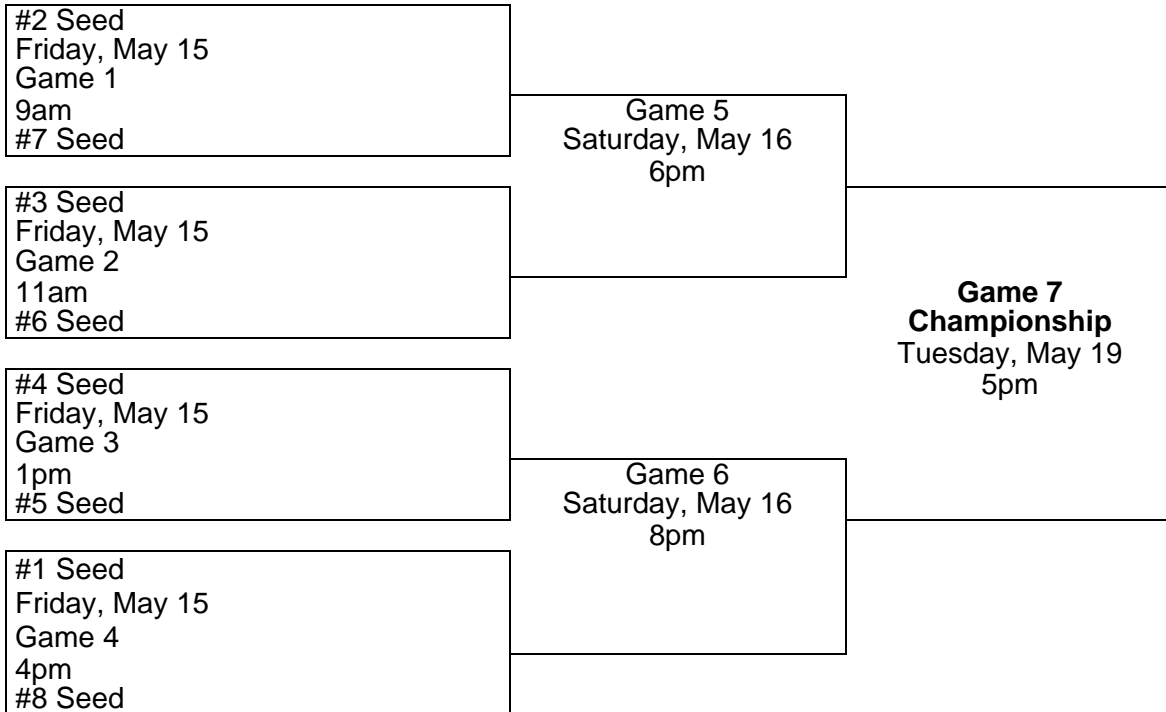 #2 Seed
Friday, May 15
Game 1
9am
#7 Seed
Game 5
Saturday, May 16
6pm
#3 Seed
Friday, May 15
Game 2
11am
#6 Seed
Game 7
Championship
Tuesday, May 19
5pm
#4 Seed
Friday, May 15
Game 3
1pm
#5 Seed
Game 6
Saturday, May 16
8pm
#1 Seed
Friday, May 15
Game 4
4pm
#8 Seed